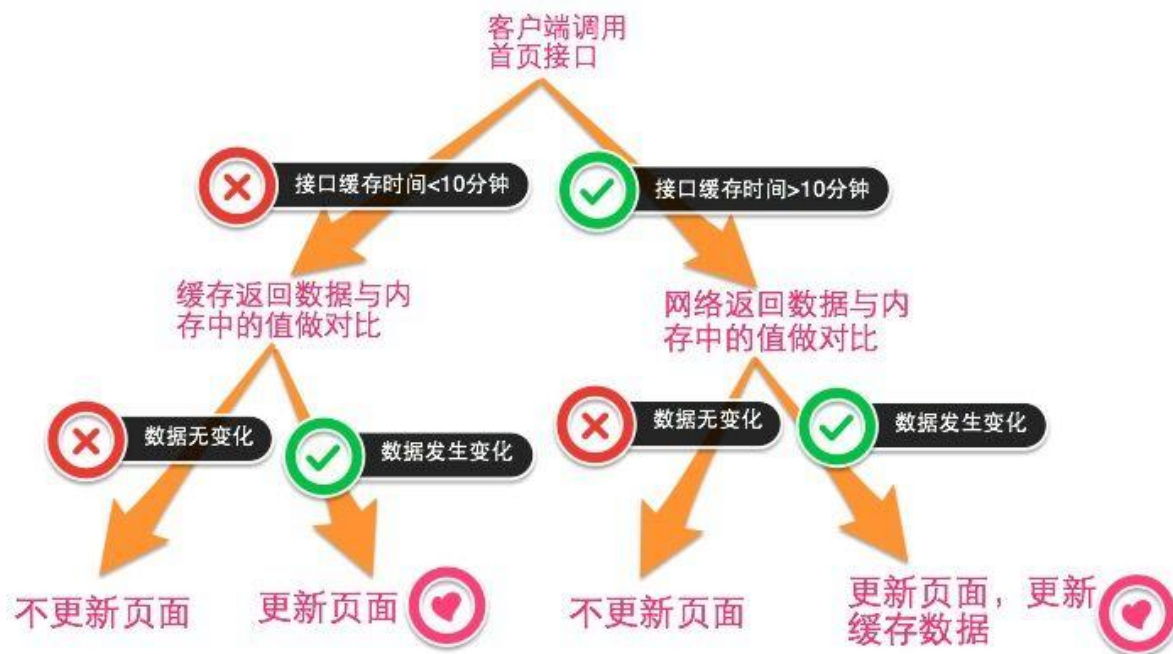 客户端调用
首页接口
接口缓存时间<10分钟
接口缓存时间>10分钟
缓存返回数据与内
存中的值做对比
网络返回数据与内
存中的值做对比
数据无变化
数据发生变化
数据无变化
数据发生变化
不更新页面
更新页面
不更新页面
更新页面，更新
缓存数据